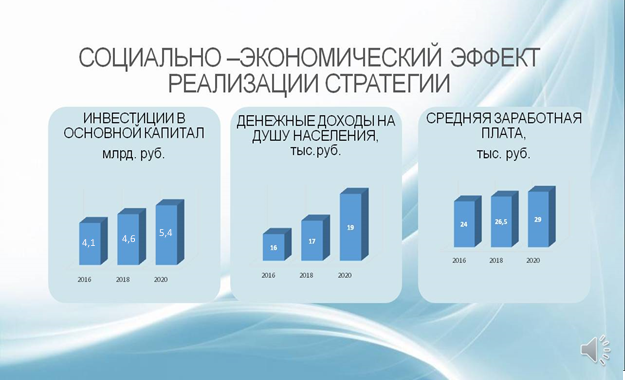 СОЦИАЛЬНО –ЭКОНОМИЧЕСКИЙ ЭФФЕКТ
РЕАЛИЗАЦИИ СТРАТЕГИИ
ИНВЕСТИЦИИ В
ОСНОВНОЙ КАПИТАЛ
млрд. руб.
4,1
4,6
5,4
2016
2018
2020
ДЕНЕЖНЫЕ ДОХОДЫ НА
ДУШУ НАСЕЛЕНИЯ,
тыс.руб.
16
17
19
2016
2018
2020
СРЕДНЯЯ ЗАРАБОТНАЯ
ПЛАТА,
тыс. руб.
24
26,5
29
2016
2018
2020